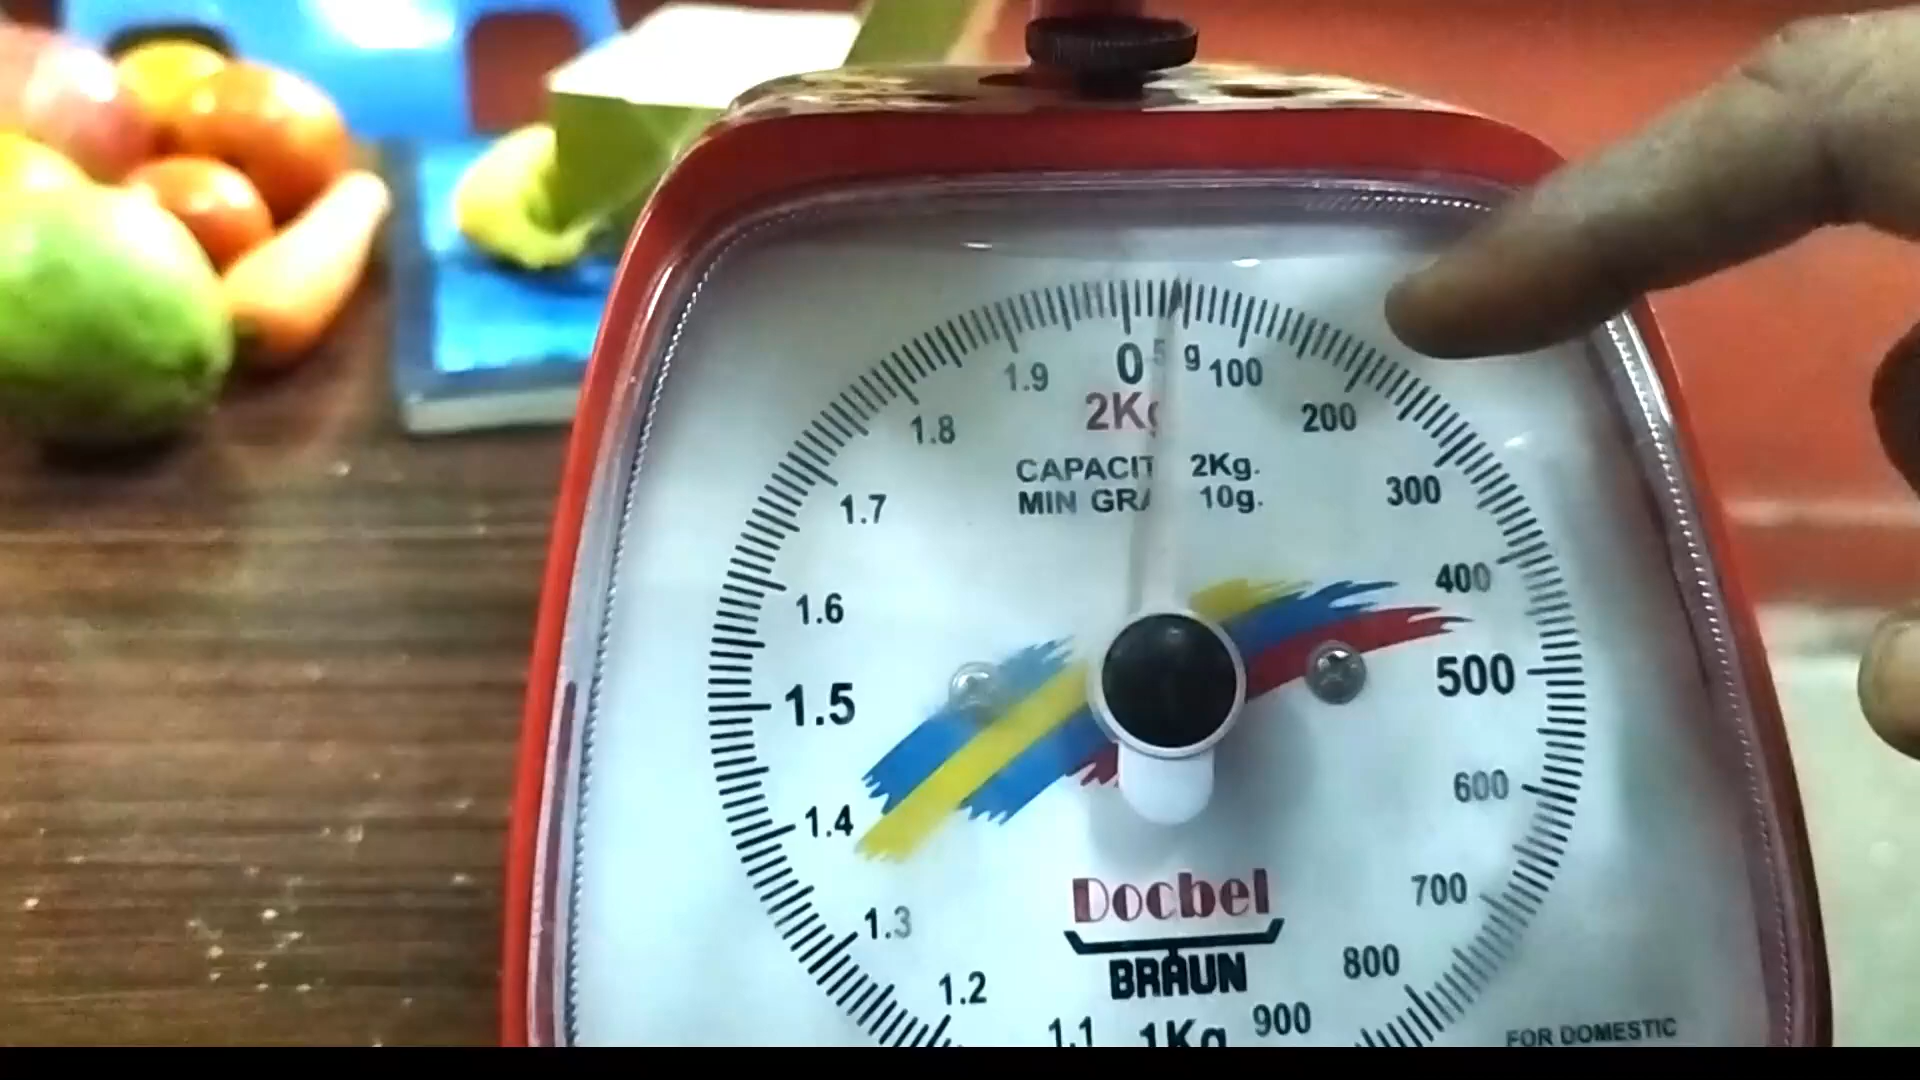 0 5 g 100
1.9
2Kg
200
1.8
CAPACIT 2Kg.
MIN GRA 10g.
300
1.7
400
1.6
500
1.5
600
1.4
700
1.3
800
1.2
Docbel
BRAUN
900
1.1 1Kg
FOR DOMESTIC